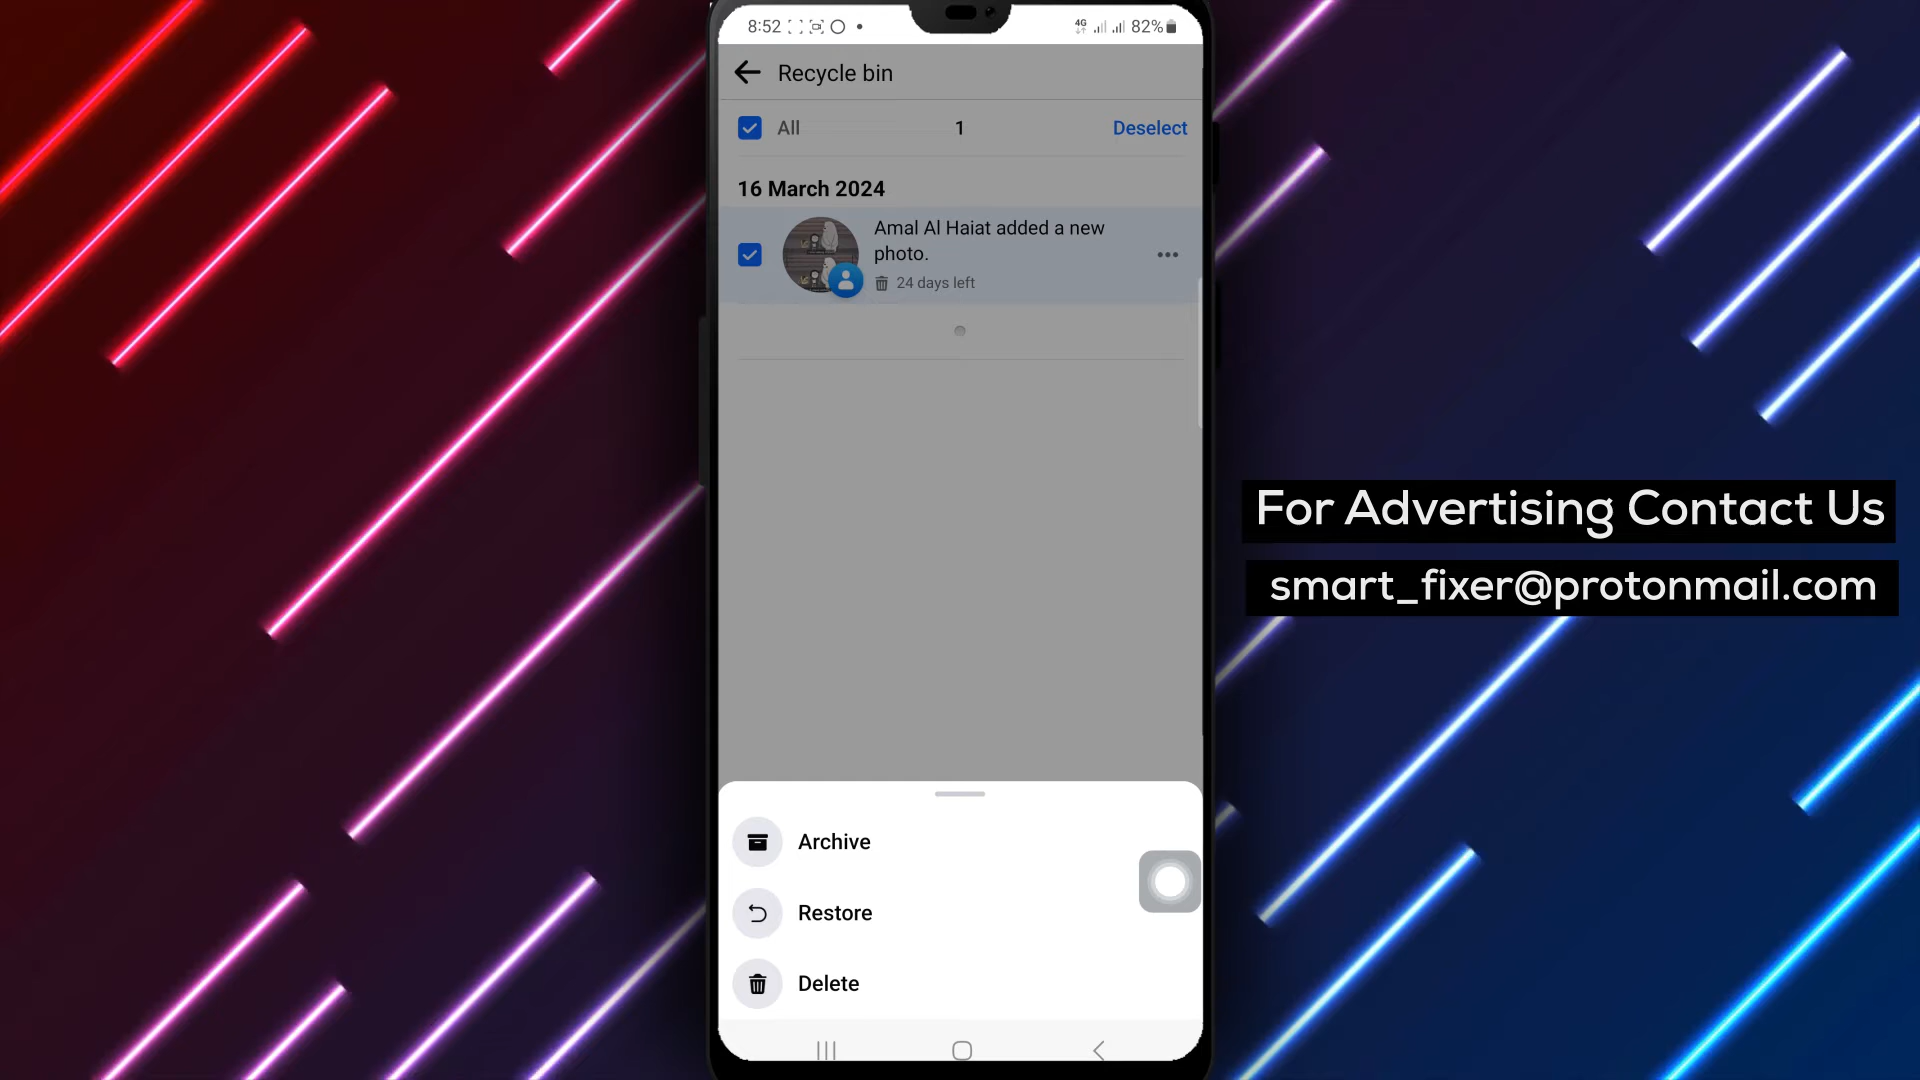 8:52
4G
82%
Recycle bin
All 1 Deselect
16 March 2024
Amal Al Haiat added a new
photo.
24 days left
For Advertising Contact Us
smart_fixer@protonmail.com
Archive
Restore
Delete